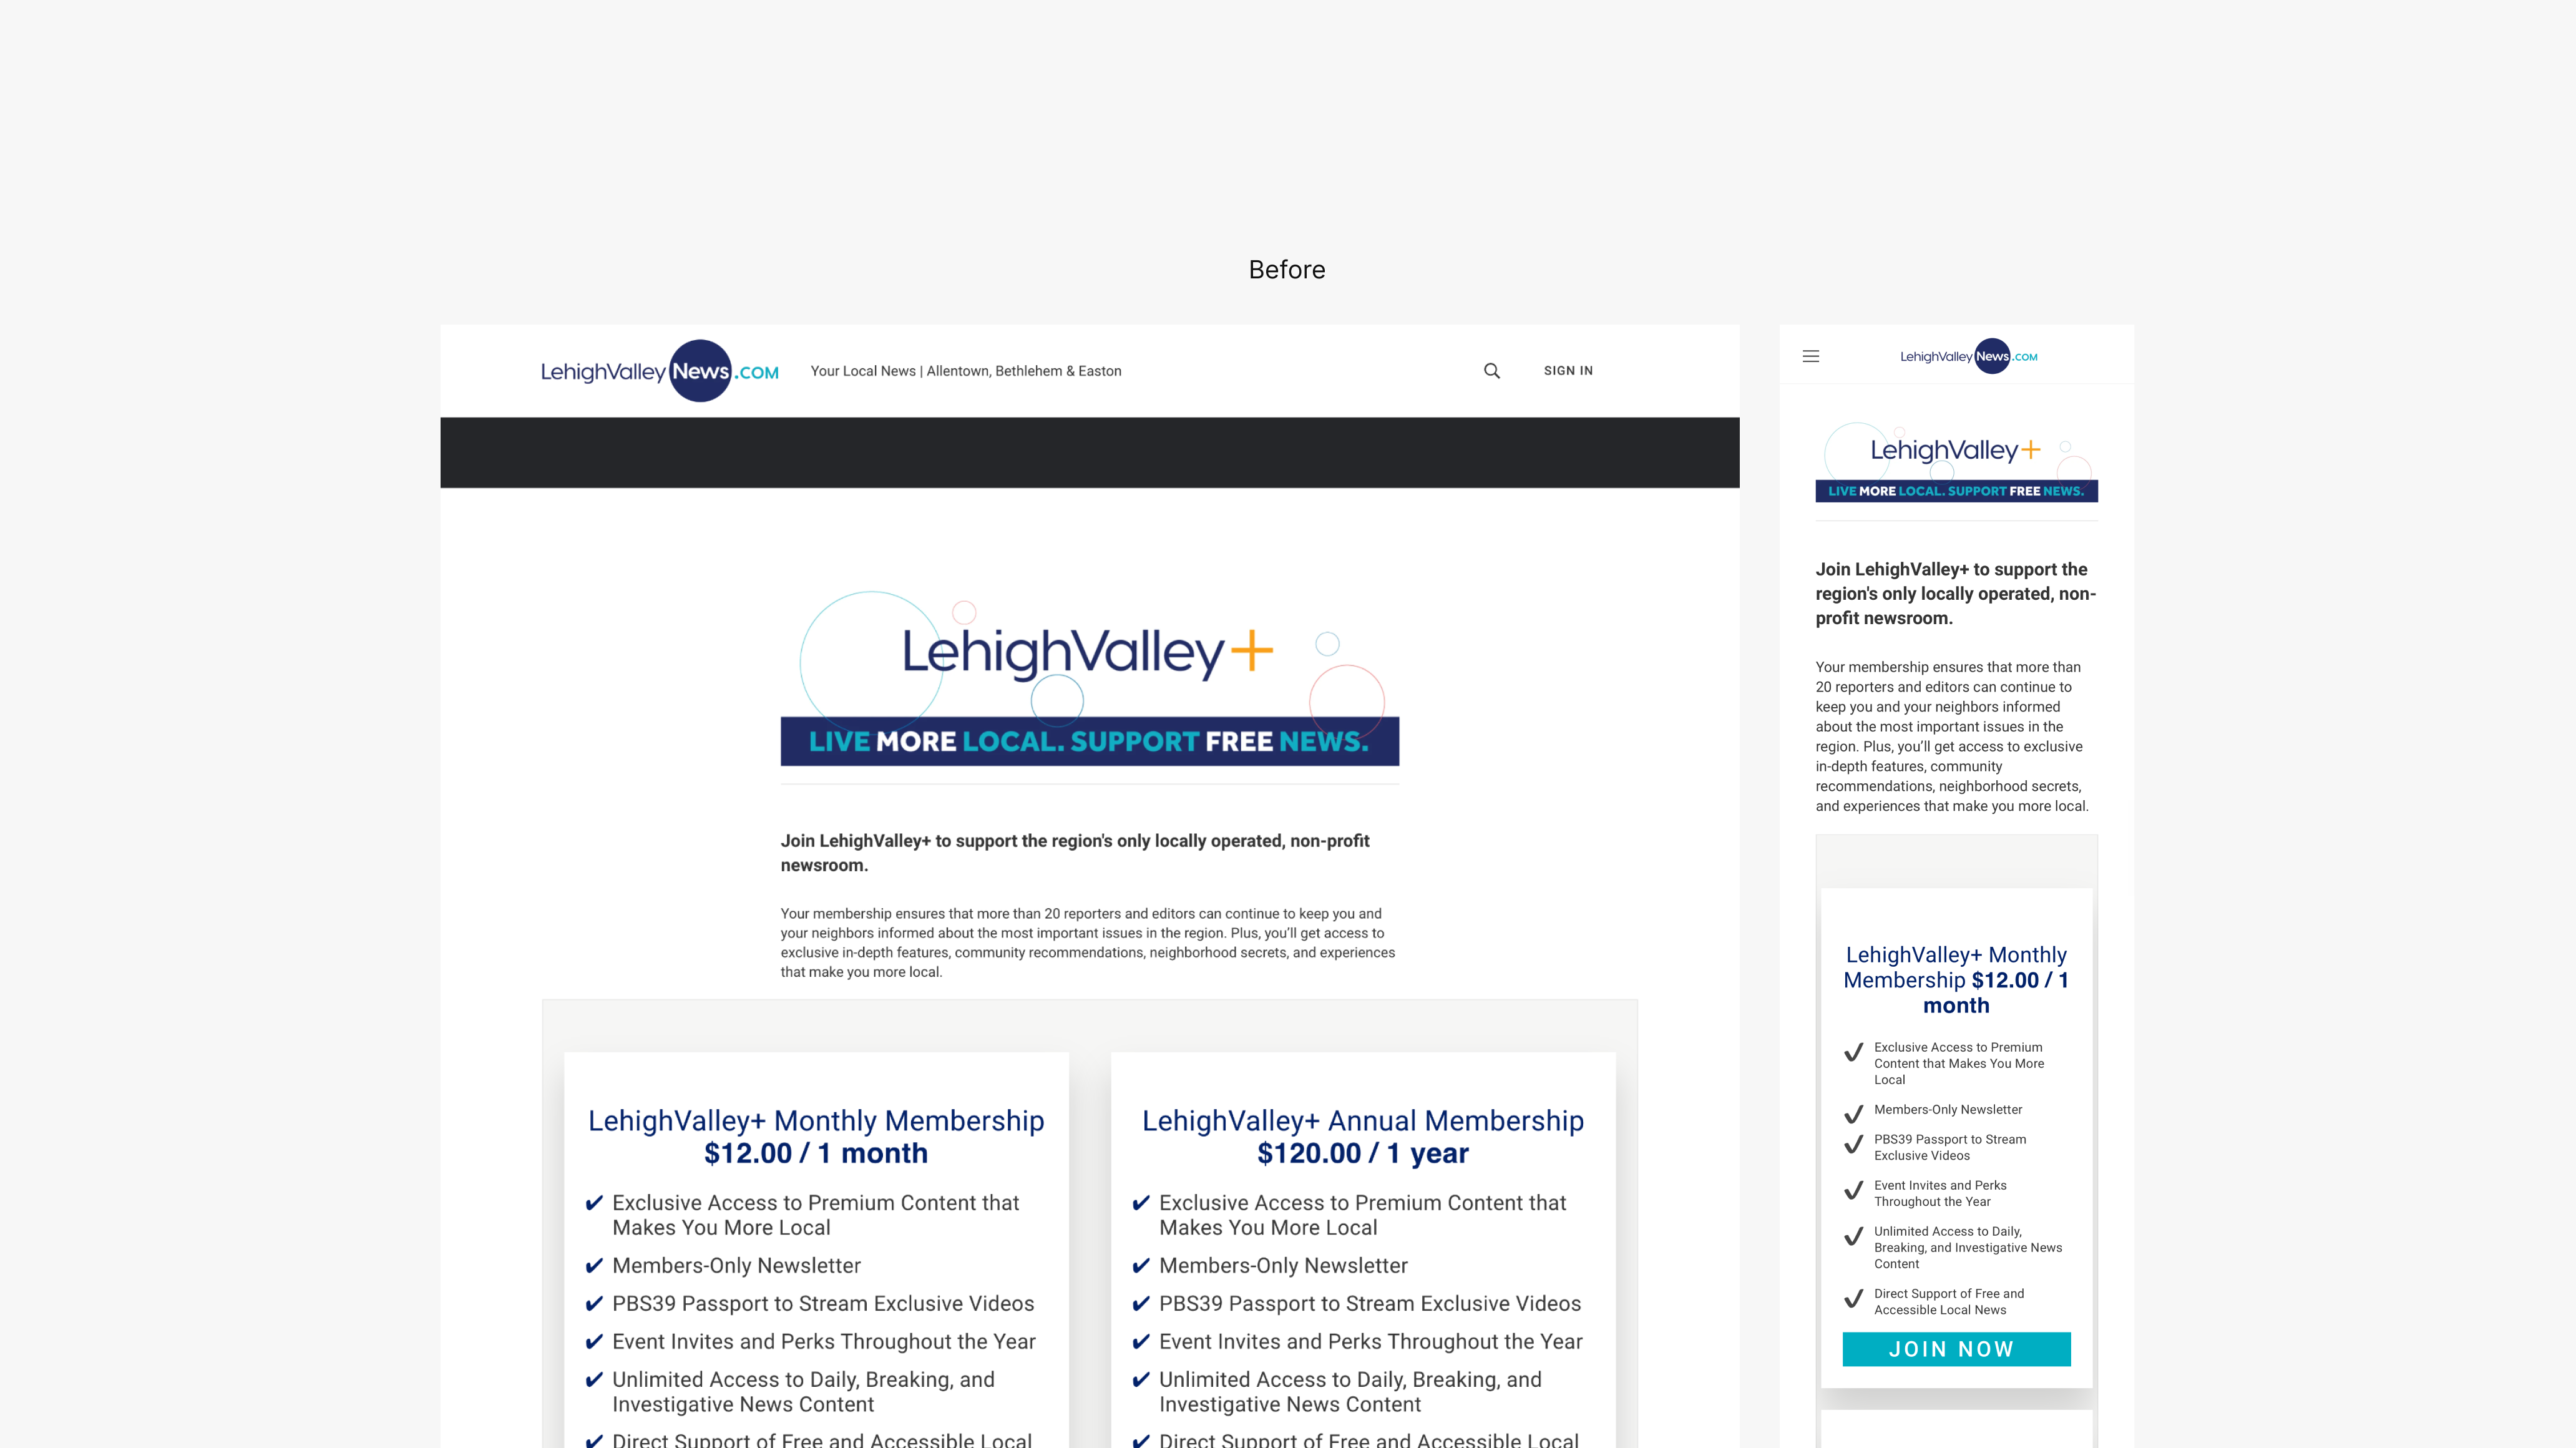 Before
LehighValley News .COM
Your Local News | Allentown, Bethlehem & Easton
SIGN IN
LehighValley+
LIVE MORE LOCAL. SUPPORT FREE NEWS.
Join LehighValley+ to support the region's only locally operated, non-profit
newsroom.
Your membership ensures that more than 20 reporters and editors can continue to keep you and
your neighbors informed about the most important issues in the region. Plus, you’ll get access to
exclusive in-depth features, community recommendations, neighborhood secrets, and experiences
that make you more local.
LehighValley+ Monthly Membership
$12.00 / 1 month
✔ Exclusive Access to Premium Content that
Makes You More Local
✔ Members-Only Newsletter
✔ PBS39 Passport to Stream Exclusive Videos
✔ Event Invites and Perks Throughout the Year
✔ Unlimited Access to Daily, Breaking, and
Investigative News Content
✔ Direct Support of Free and Accessible Local
LehighValley+ Annual Membership
$120.00 / 1 year
✔ Exclusive Access to Premium Content that
Makes You More Local
✔ Members-Only Newsletter
✔ PBS39 Passport to Stream Exclusive Videos
✔ Event Invites and Perks Throughout the Year
✔ Unlimited Access to Daily, Breaking, and
Investigative News Content
✔ Direct Support of Free and Accessible Local
LehighValley News .COM
LehighValley+
LIVE MORE LOCAL. SUPPORT FREE NEWS.
Join LehighValley+ to support the
region's only locally operated, non-
profit newsroom.
Your membership ensures that more than
20 reporters and editors can continue to
keep you and your neighbors informed
about the most important issues in the
region. Plus, you’ll get access to exclusive
in-depth features, community
recommendations, neighborhood secrets,
and experiences that make you more local.
LehighValley+ Monthly
Membership $12.00 / 1
month
✔ Exclusive Access to Premium
Content that Makes You More
Local
✔ Members-Only Newsletter
✔ PBS39 Passport to Stream
Exclusive Videos
✔ Event Invites and Perks
Throughout the Year
✔ Unlimited Access to Daily,
Breaking, and Investigative News
Content
✔ Direct Support of Free and
Accessible Local News
JOIN NOW